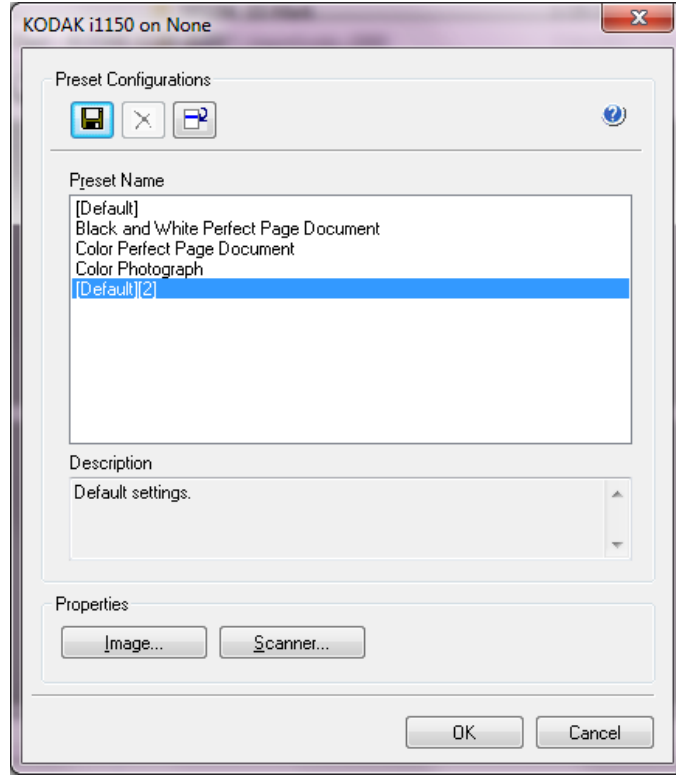 KODAK i1150 on None
Preset Configurations
Preset Name
[Default]
Black and White Perfect Page Document
Color Perfect Page Document
Color Photograph
[Default][2]
Description
Default settings.
Properties
Image... Scanner...
OK Cancel